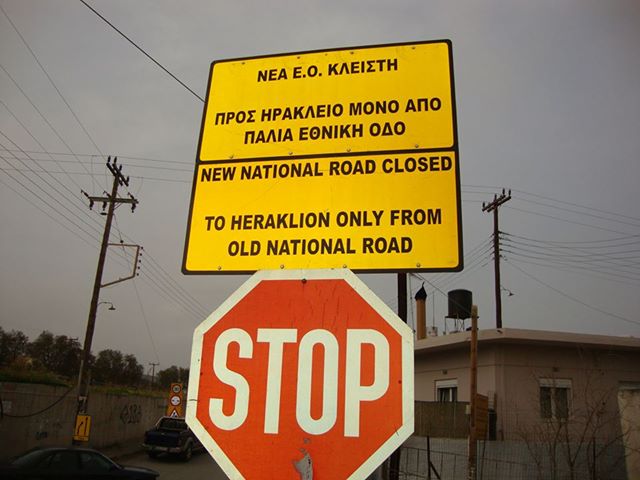 ΝΕΑ Ε.Ο. ΚΛΕΙΣΤΗ
ΠΡΟΣ ΗΡΑΚΛΕΙΟ ΜΟΝΟ ΑΠΟ
ΠΑΛΙΑ ΕΘΝΙΚΗ ΟΔΟ
NEW NATIONAL ROAD CLOSED
TO HERAKLION ONLY FROM
OLD NATIONAL ROAD
STOP